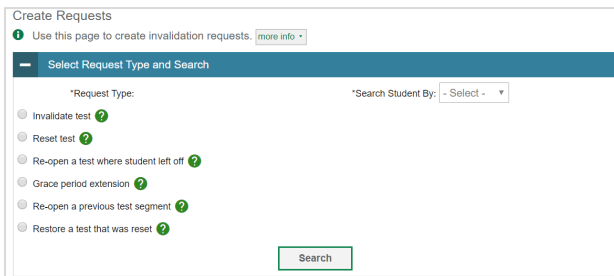 Create Requests
Use this page to create invalidation requests. more info
Select Request Type and Search
*Request Type: *Search Student By: - Select -
Invalidate test
Reset test
Re-open a test where student left off
Grace period extension
Re-open a previous test segment
Restore a test that was reset
Search